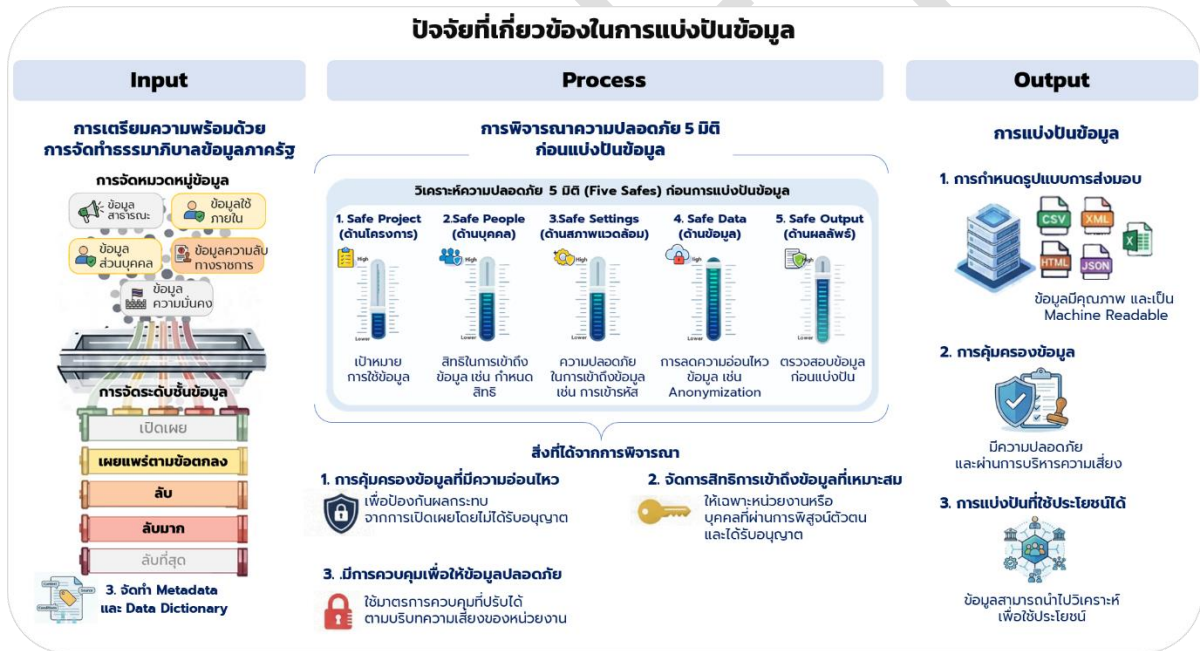 ปัจจัยที่เกี่ยวข้องในการแบ่งปันข้อมูล
Input
การเตรียมความพร้อมด้วย
การจัดทำธรรมาภิบาลข้อมูลภาครัฐ
การจัดหมวดหมู่ข้อมูล
ข้อมูล
สาธารณะ
ข้อมูลใช้
ภายใน
ข้อมูล
ส่วนบุคคล
ข้อมูลความลับ
ทางราชการ
ข้อมูล
ความมั่นคง
การจัดระดับชั้นข้อมูล
เปิดเผย
เผยแพร่ตามข้อตกลง
ลับ
ลับมาก
ลับที่สุด
3. จัดทำ Metadata
และ Data Dictionary
Process
การพิจารณาความปลอดภัย 5 มิติ
ก่อนแบ่งปันข้อมูล
วิเคราะห์ความปลอดภัย 5 มิติ (Five Safes) ก่อนการแบ่งปันข้อมูล
1. Safe Project
(ด้านโครงการ)
High
Lower
เป้าหมาย
การใช้ข้อมูล
2.Safe People
(ด้านบุคคล)
High
Lower
สิทธิในการเข้าถึง
ข้อมูล เช่น กำหนด
สิทธิ
3.Safe Settings
(ด้านสภาพแวดล้อม)
High
Lower
ความปลอดภัย
ในการเข้าถึงข้อมูล
เช่น การเข้ารหัส
4. Safe Data
(ด้านข้อมูล)
High
Lower
การลดความอ่อนไหว
ข้อมูล เช่น
Anonymization
5. Safe Output
(ด้านผลลัพธ์)
High
Lower
ตรวจสอบข้อมูล
ก่อนแบ่งปัน
สิ่งที่ได้จากการพิจารณา
1. การคุ้มครองข้อมูลที่มีความอ่อนไหว
เพื่อป้องกันผลกระทบ
จากการเปิดเผยโดยไม่ได้รับอนุญาต
2. จัดการสิทธิการเข้าถึงข้อมูลที่เหมาะสม
ให้เฉพาะหน่วยงานหรือ
บุคคลที่ผ่านการพิสูจน์ตัวตน
และได้รับอนุญาต
3. .มีการควบคุมเพื่อให้ข้อมูลปลอดภัย
ใช้มาตรการควบคุมที่ปรับได้
ตามบริบทความเสี่ยงของหน่วยงาน
Output
การแบ่งปันข้อมูล
1. การกำหนดรูปแบบการส่งมอบ
CSV
XML
X
HTML
JSON
ข้อมูลมีคุณภาพ และเป็น
Machine Readable
2. การคุ้มครองข้อมูล
มีความปลอดภัย
และผ่านการบริหารความเสี่ยง
3. การแบ่งปันที่ใช้ประโยชน์ได้
ข้อมูลสามารถนำไปวิเคราะห์
เพื่อใช้ประโยชน์